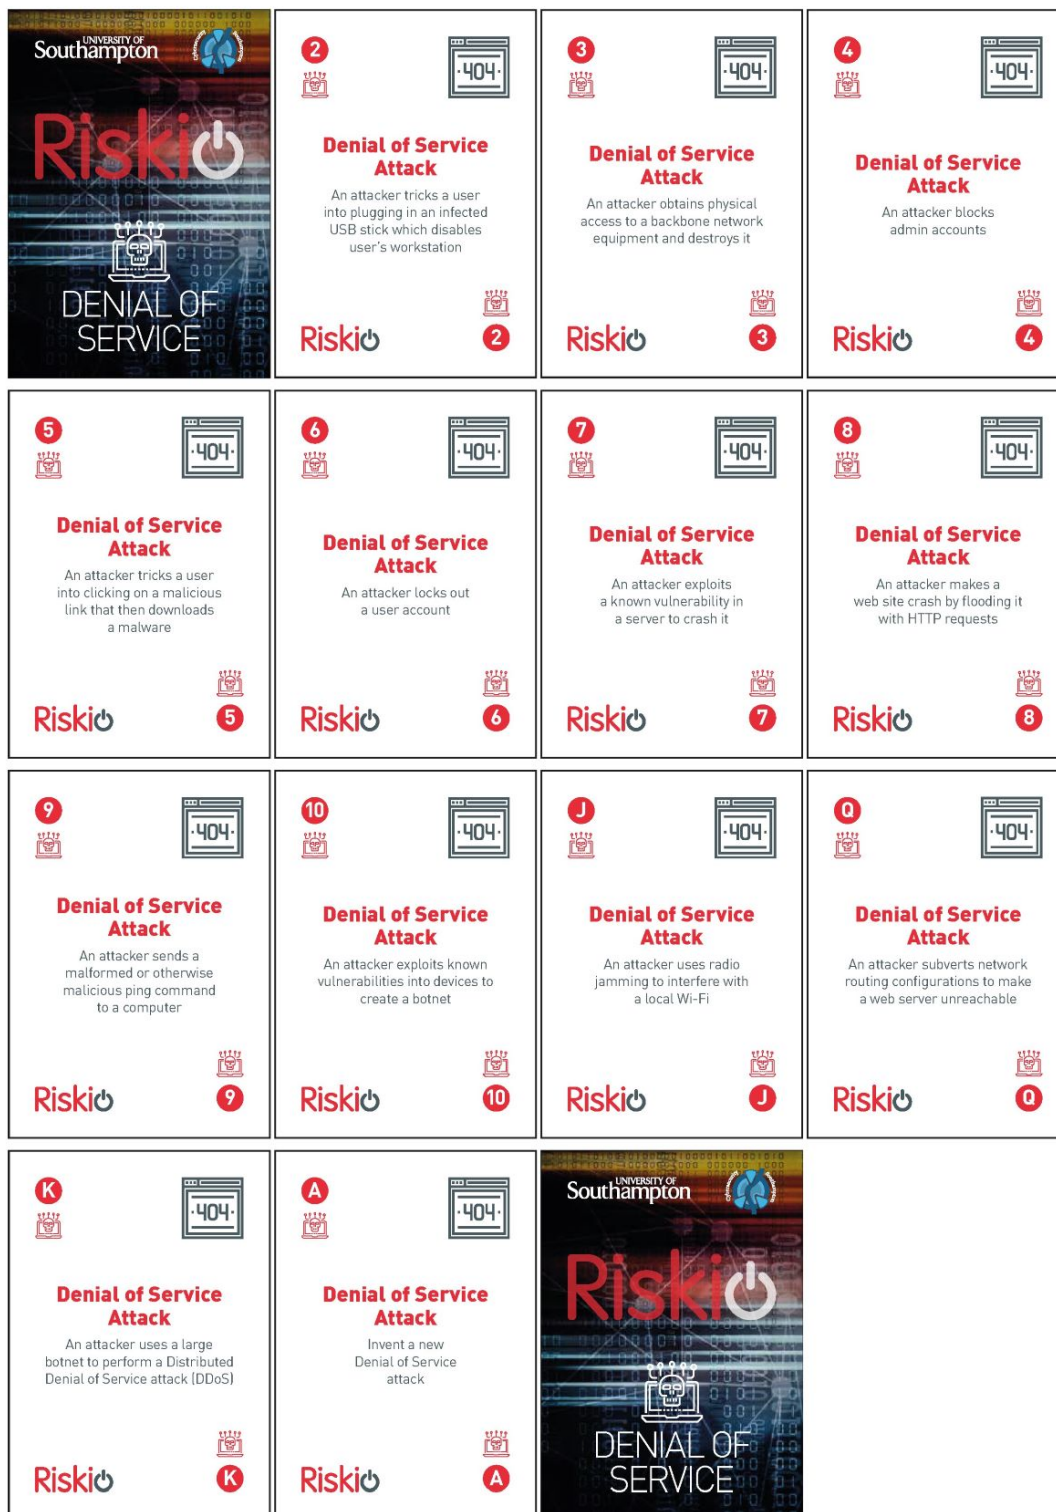 UNIVERSITY OF
Southampton
Riskio
DENIAL OF
SERVICE
2
404
Denial of Service
Attack
An attacker tricks a user
into plugging in an infected
USB stick which disables
user's workstation
Riskio
2
3
404
Denial of Service
Attack
An attacker obtains physical
access to a backbone network
equipment and destroys it
Riskio
3
4
404
Denial of Service
Attack
An attacker blocks
admin accounts
Riskio
4
5
404
Denial of Service
Attack
An attacker tricks a user
into clicking on a malicious
link that then downloads
a malware
Riskio
5
6
404
Denial of Service
Attack
An attacker locks out
a user account
Riskio
6
7
404
Denial of Service
Attack
An attacker exploits
a known vulnerability in
a server to crash it
Riskio
7
8
404
Denial of Service
Attack
An attacker makes a
web site crash by flooding it
with HTTP requests
Riskio
8
9
404
Denial of Service
Attack
An attacker sends a
malformed or otherwise
malicious ping command
to a computer
Riskio
9
10
404
Denial of Service
Attack
An attacker exploits known
vulnerabilities into devices to
create a botnet
Riskio
10
J
404
Denial of Service
Attack
An attacker uses radio
jamming to interfere with
a local Wi-Fi
Riskio
J
Q
404
Denial of Service
Attack
An attacker subverts network
routing configurations to make
a web server unreachable
Riskio
Q
K
404
Denial of Service
Attack
An attacker uses a large
botnet to perform a Distributed
Denial of Service attack (DDoS)
Riskio
K
A
404
Denial of Service
Attack
Invent a new
Denial of Service
attack
Riskio
A
UNIVERSITY OF
Southampton
Riskio
DENIAL OF
SERVICE